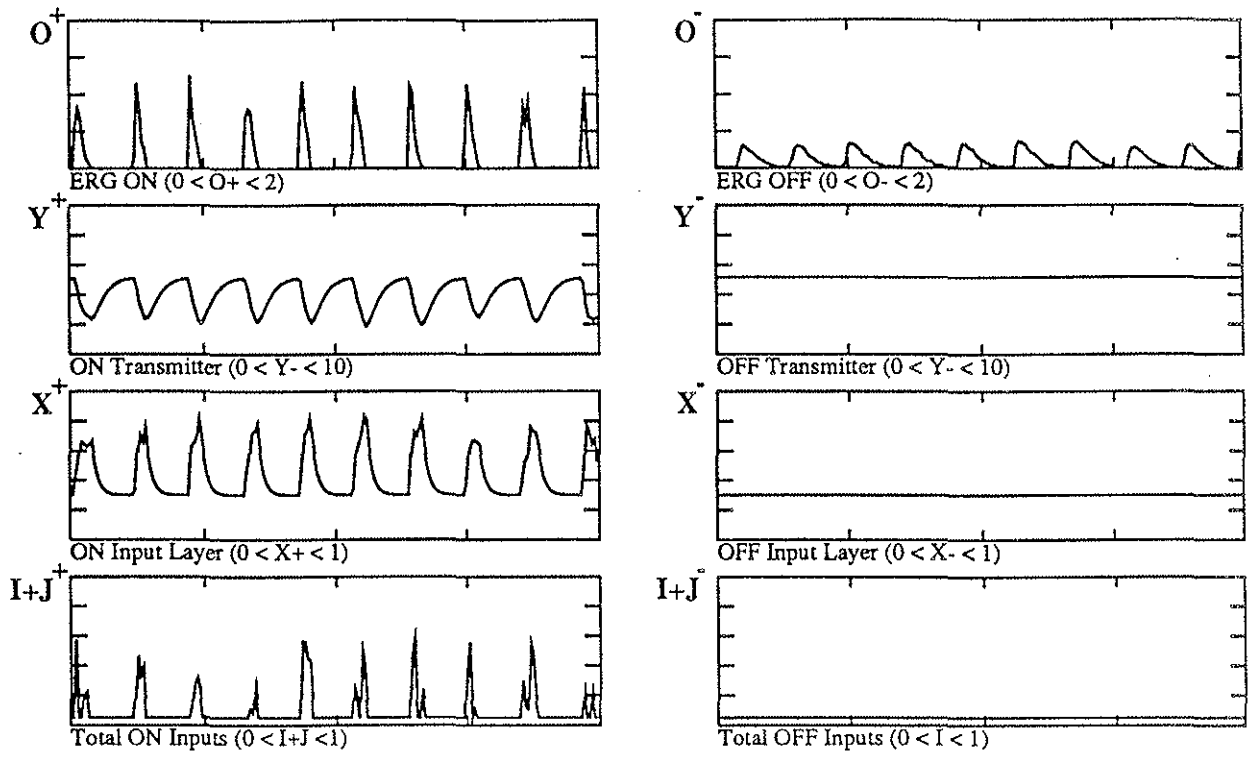 O+
ERG ON (0 < O+ < 2)
O-
ERG OFF (0 < O- < 2)
Y+
ON Transmitter (0 < Y- < 10)
Y-
OFF Transmitter (0 < Y- < 10)
X+
ON Input Layer (0 < X+ < 1)
X-
OFF Input Layer (0 < X- < 1)
I+J+
Total ON Inputs (0 < I+J <1)
I+J-
Total OFF Inputs (0 < I < 1)